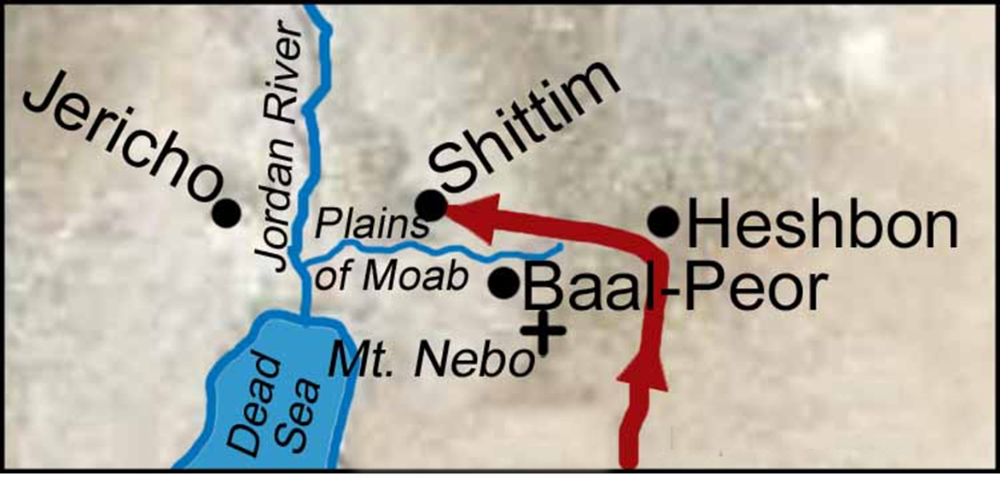 Jericho
Jordan River
Shittim
Plains
of Moab
Heshbon
Baal-Peor
Mt. Nebo
Dead
Sea